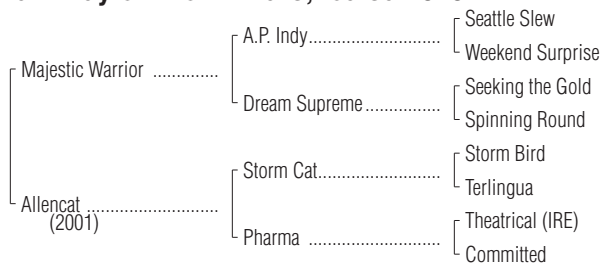 Seattle Slew
A.P. Indy
Weekend Surprise
Majestic Warrior
Seeking the Gold
Dream Supreme
Spinning Round
Storm Bird
Storm Cat
Terlingua
Allencat
(2001)
Theatrical (IRE)
Pharma
Committed